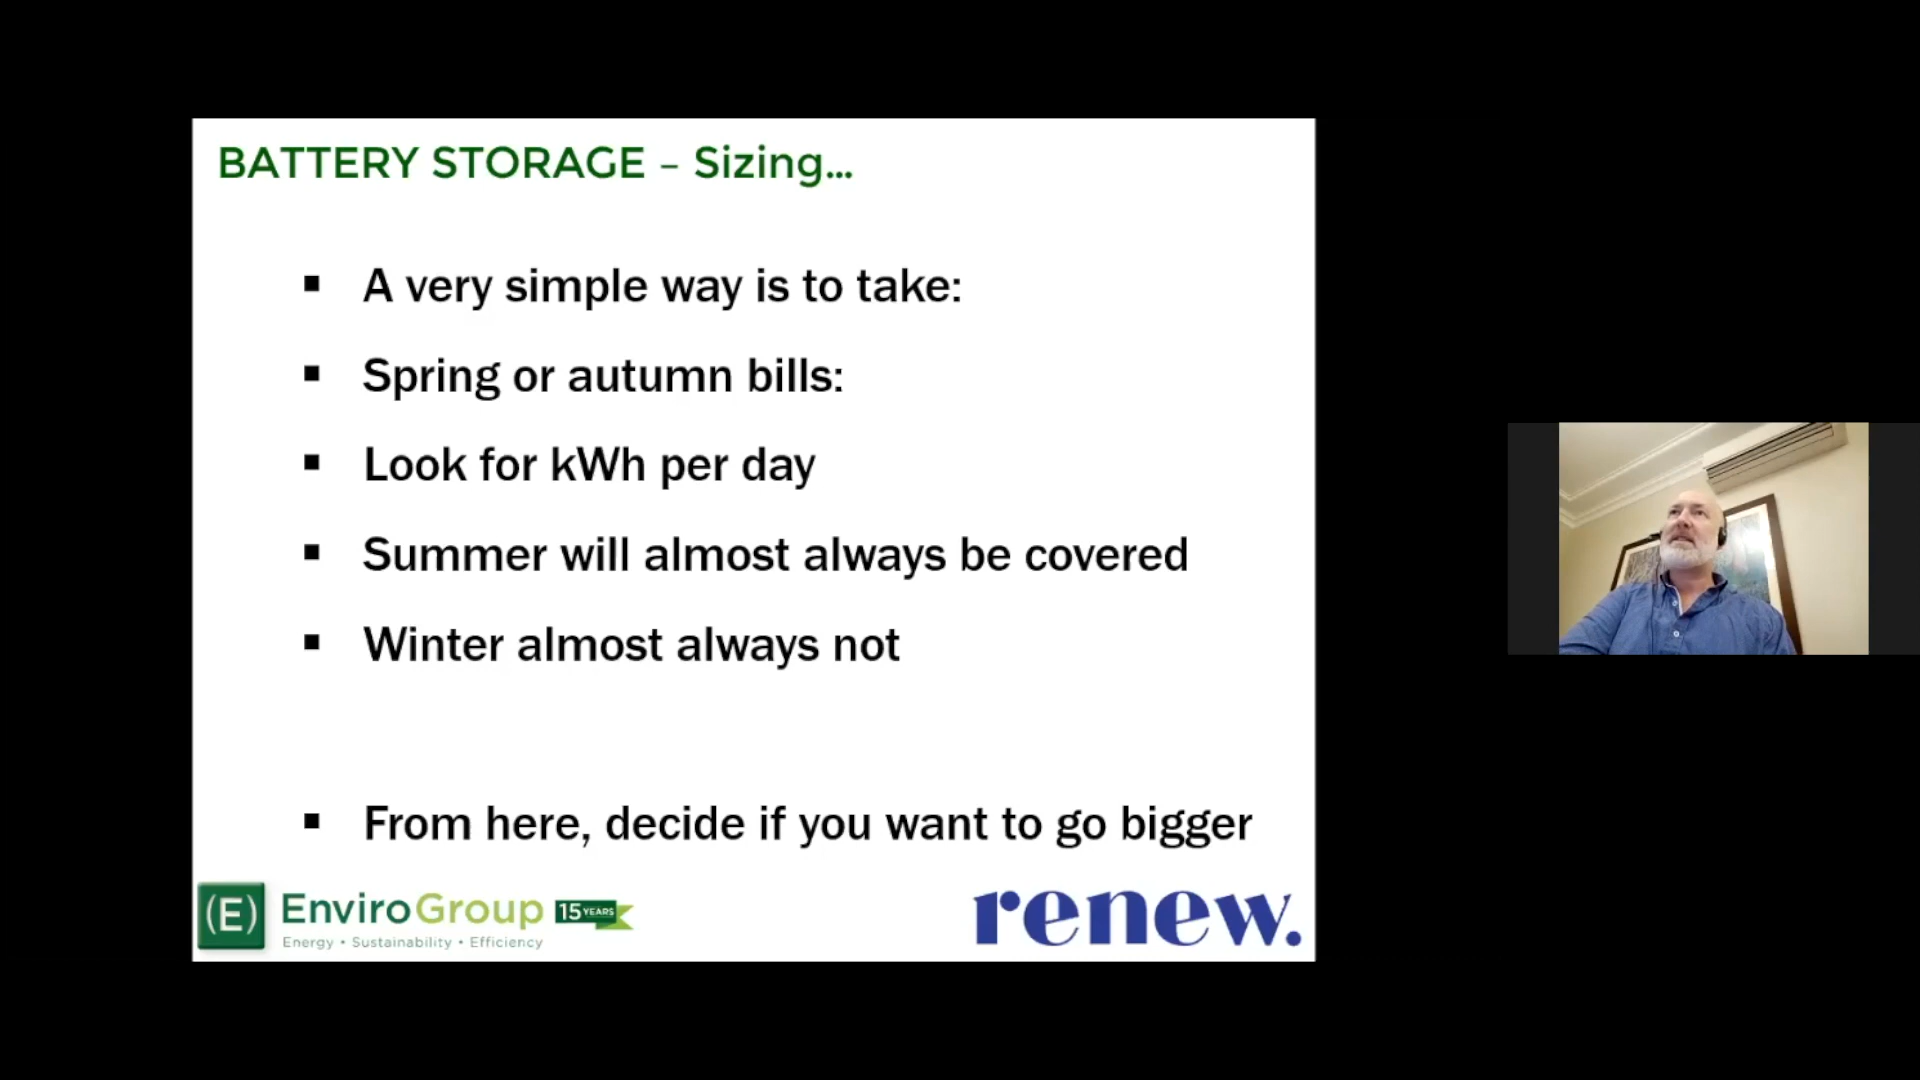 BATTERY STORAGE – Sizing...
▪ A very simple way is to take:
▪ Spring or autumn bills:
▪ Look for kWh per day
▪ Summer will almost always be covered
▪ Winter almost always not
▪ From here, decide if you want to go bigger
(E) EnviroGroup 15 YEARS
Energy • Sustainability • Efficiency
renew.